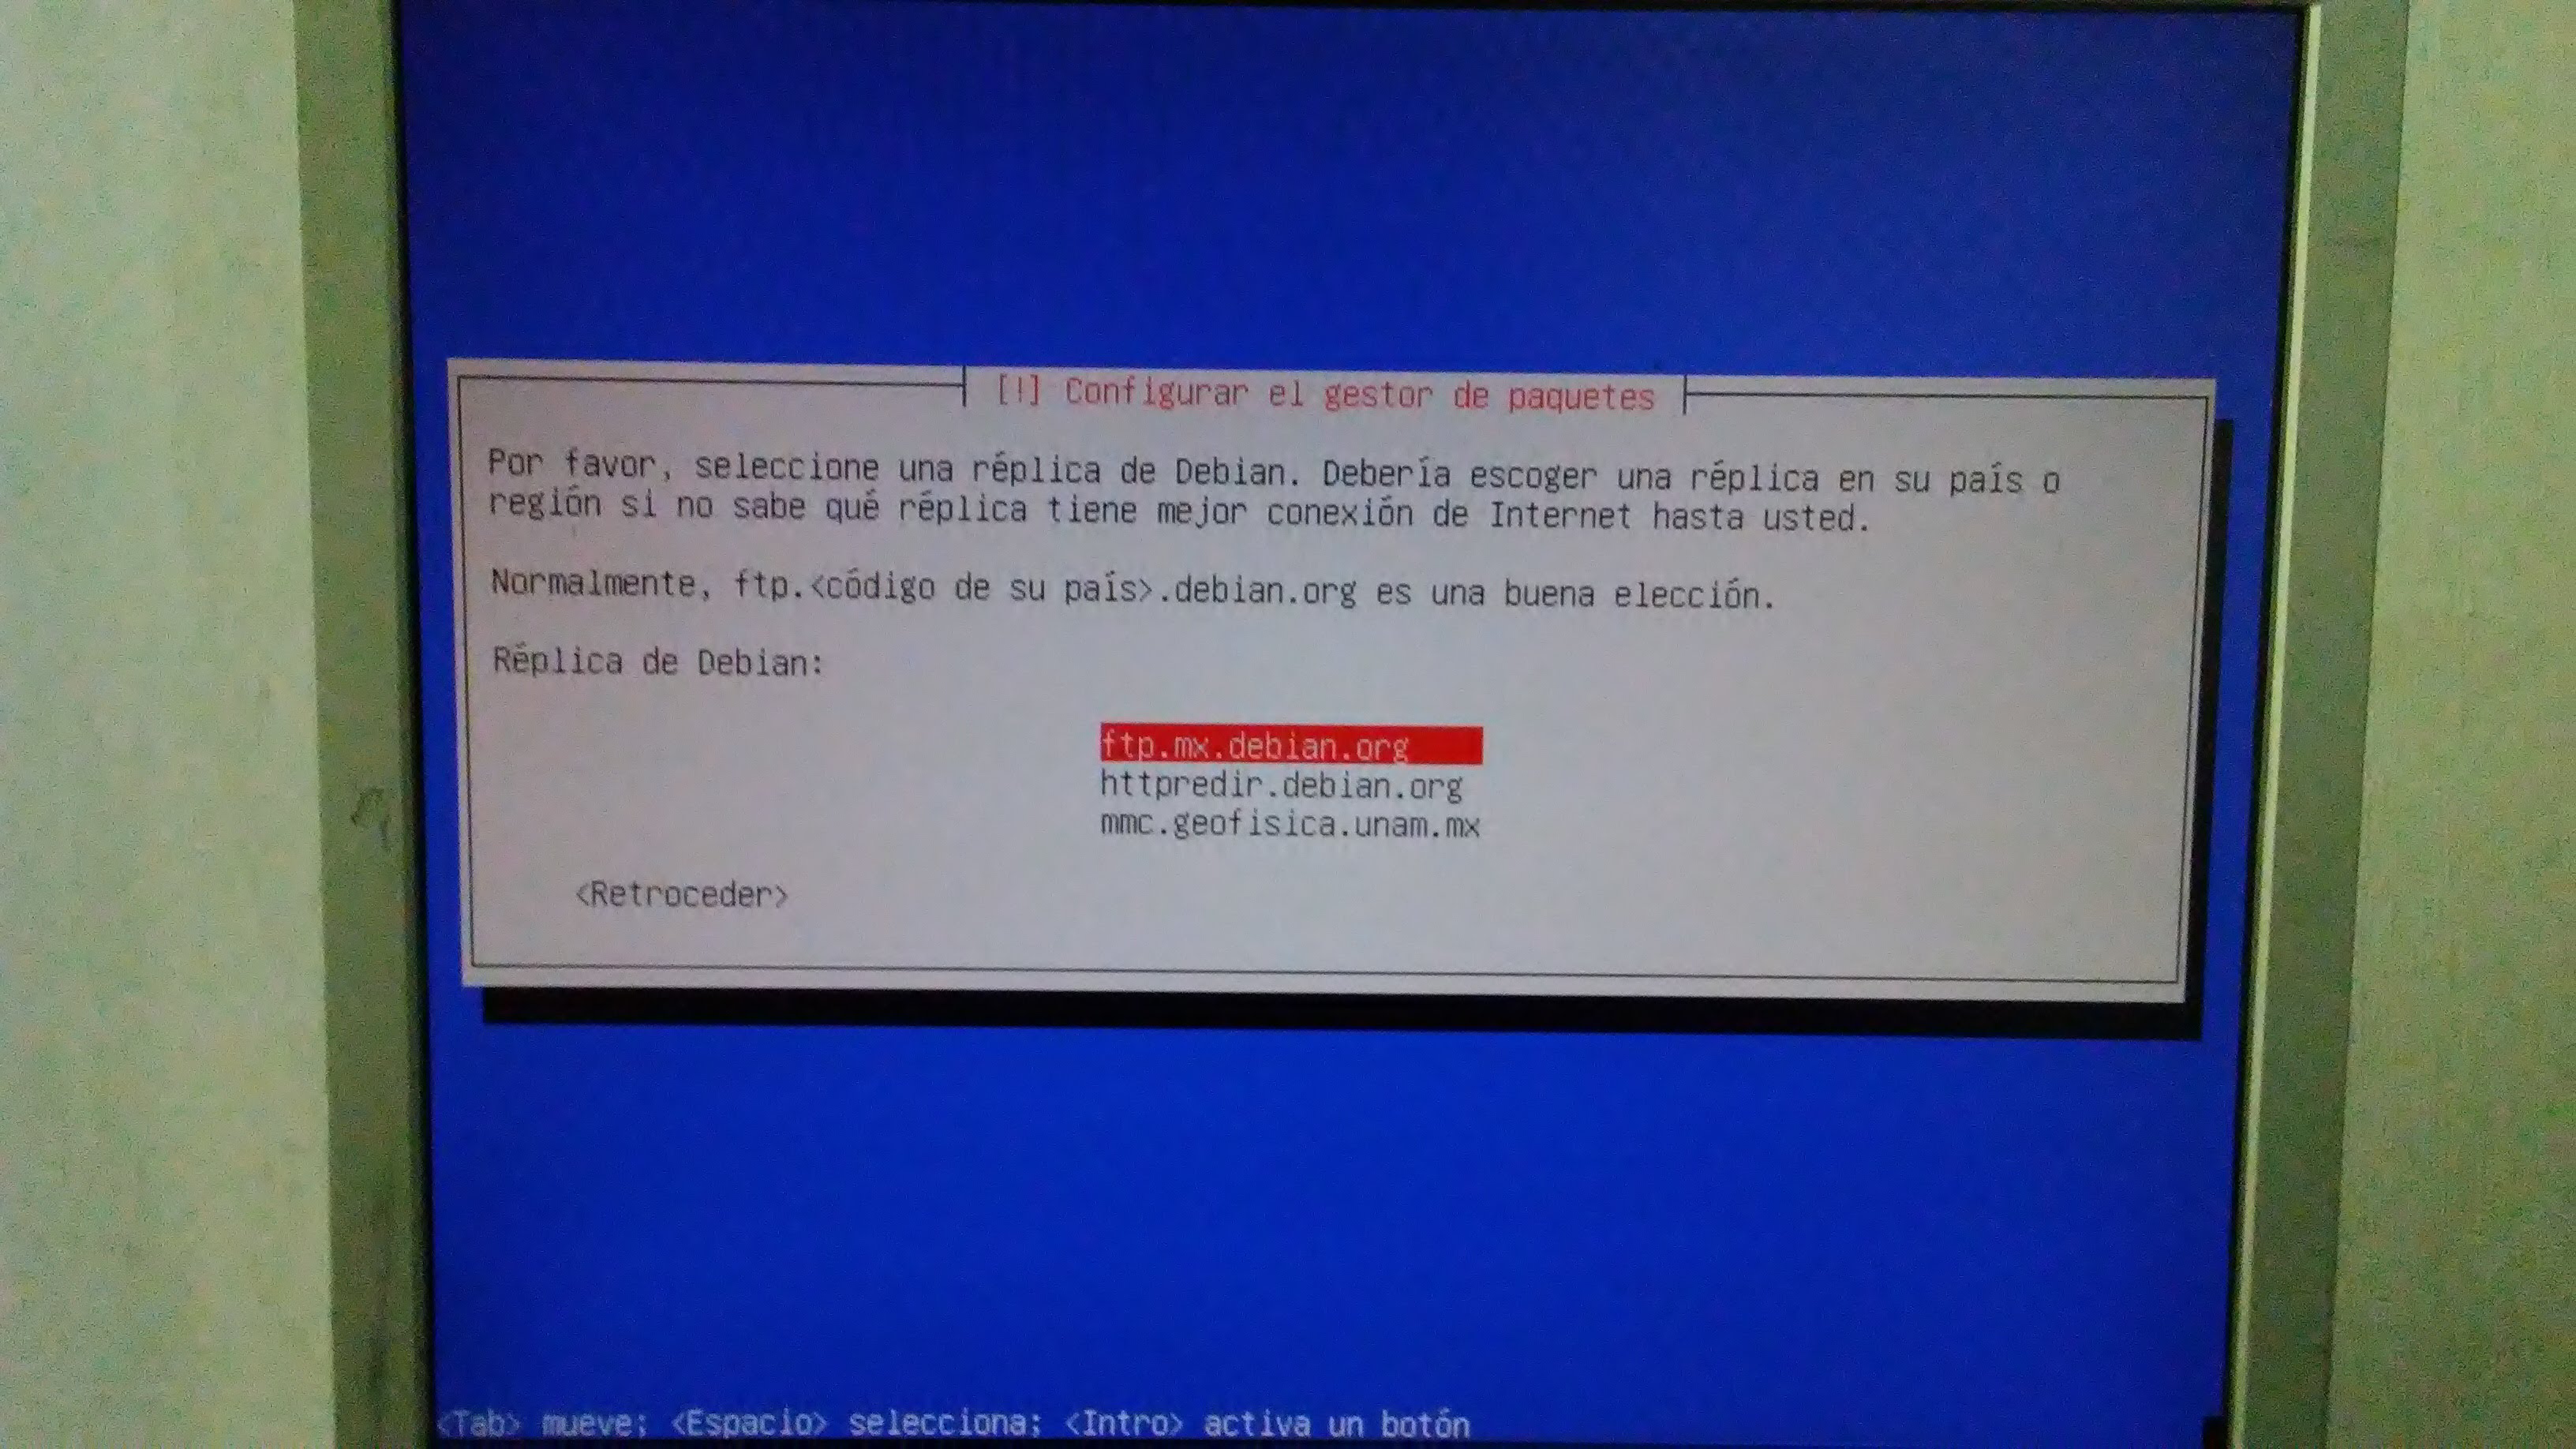 [!] Configurar el gestor de paquetes
Por favor, seleccione una réplica de Debian. Debería escoger una réplica en su país o
región si no sabe qué réplica tiene mejor conexión de Internet hasta usted.
Normalmente, ftp.<código de su país>.debian.org es una buena elección.
Réplica de Debian:
ftp.mx.debian.org
httpredir.debian.org
mmc.geofisica.unam.mx
<Retroceder>
<Tab> mueve; <Espacio> selecciona; <Intro> activa un botón